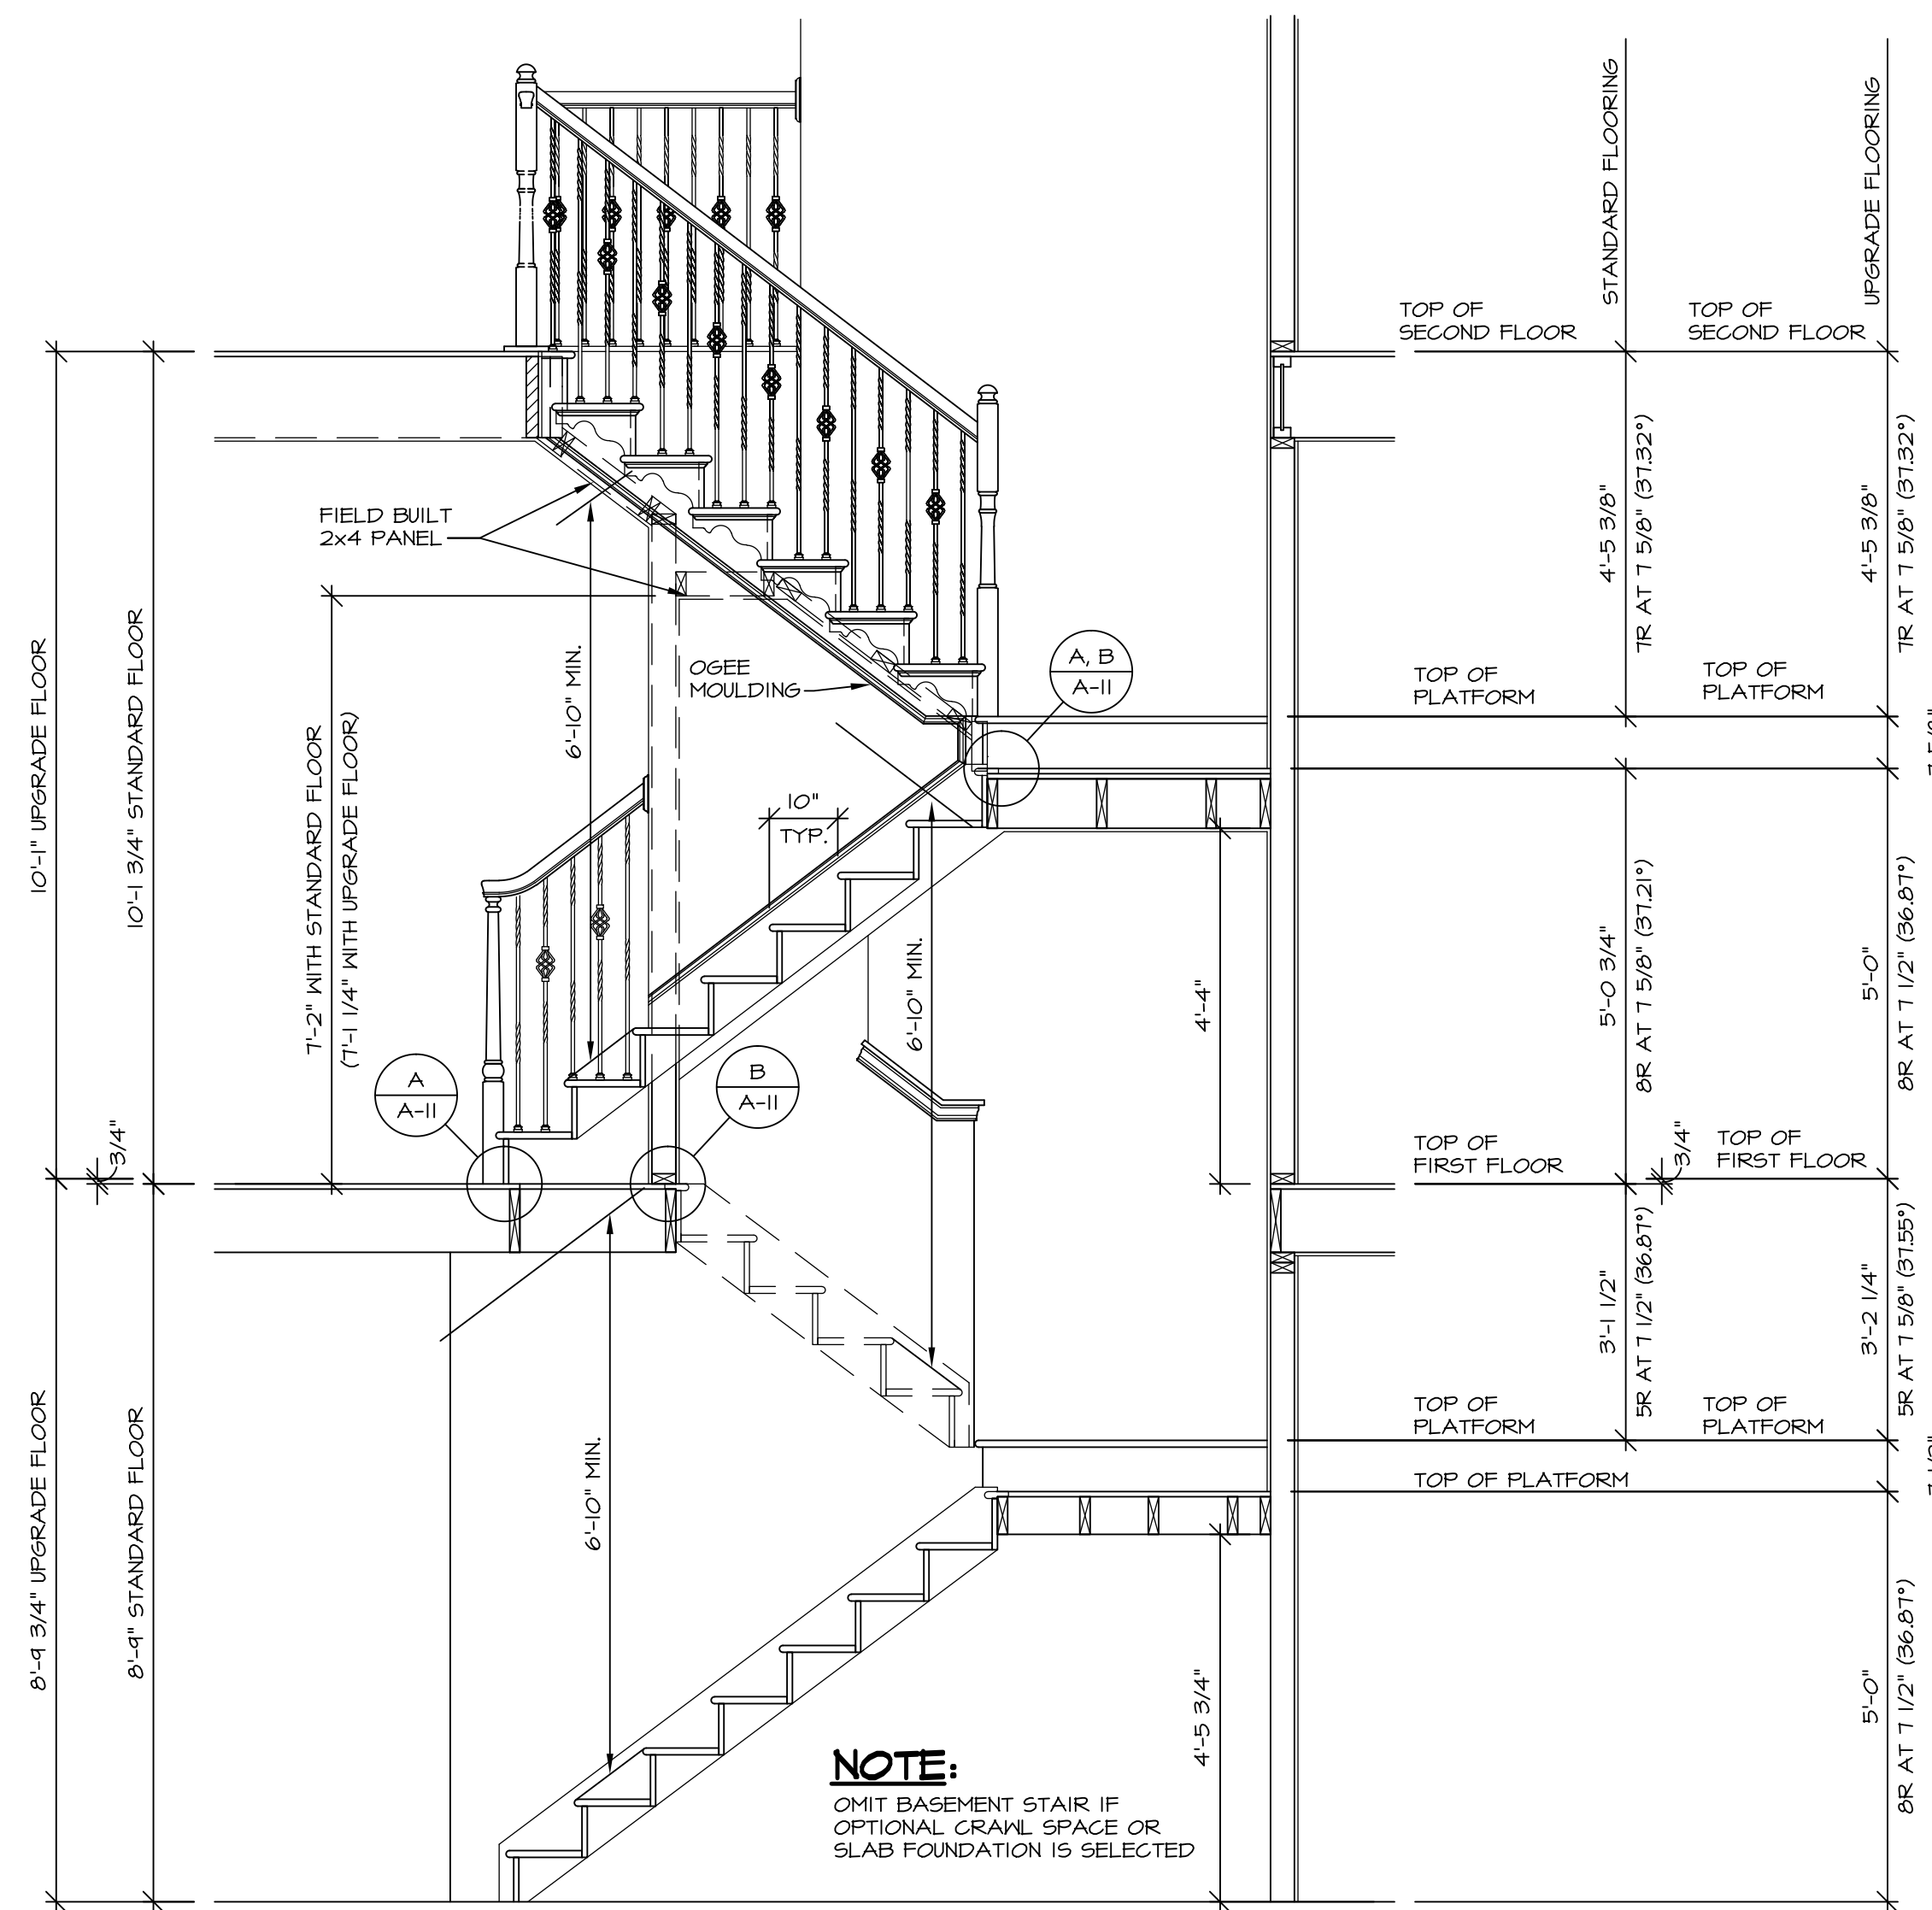 STANDARD FLOORING
UPGRADE FLOORING
TOP OF
SECOND FLOOR
TOP OF
SECOND FLOOR
4'-5 3/8"
7R AT 7 5/8" (37.32°)
4'-5 3/8"
7R AT 7 5/8" (37.32°)
FIELD BUILT
2x4 PANEL
10'-1" UPGRADE FLOOR
10'-1 3/4" STANDARD FLOOR
7'-2" WITH STANDARD FLOOR
(7'-1 1/4" WITH UPGRADE FLOOR)
6'-10" MIN.
OGEE
MOULDING
A, B
A-11
TOP OF
PLATFORM
TOP OF
PLATFORM
10"
TYP.
6'-10" MIN.
4'-4"
5'-0 3/4"
8R AT 7 5/8" (37.21°)
5'-0"
8R AT 7 1/2" (36.87°)
A
A-11
B
A-11
3/4"
TOP OF
FIRST FLOOR
3/4"
TOP OF
FIRST FLOOR
3'-1 1/2"
5R AT 7 1/2" (36.87°)
3'-2 1/4"
5R AT 7 5/8" (37.55°)
TOP OF
PLATFORM
TOP OF
PLATFORM
TOP OF PLATFORM
8'-9 3/4" UPGRADE FLOOR
8'-9" STANDARD FLOOR
6'-10" MIN.
4'-5 3/4"
5'-0"
8R AT 7 1/2" (36.87°)
NOTE:
OMIT BASEMENT STAIR IF
OPTIONAL CRAWL SPACE OR
SLAB FOUNDATION IS SELECTED